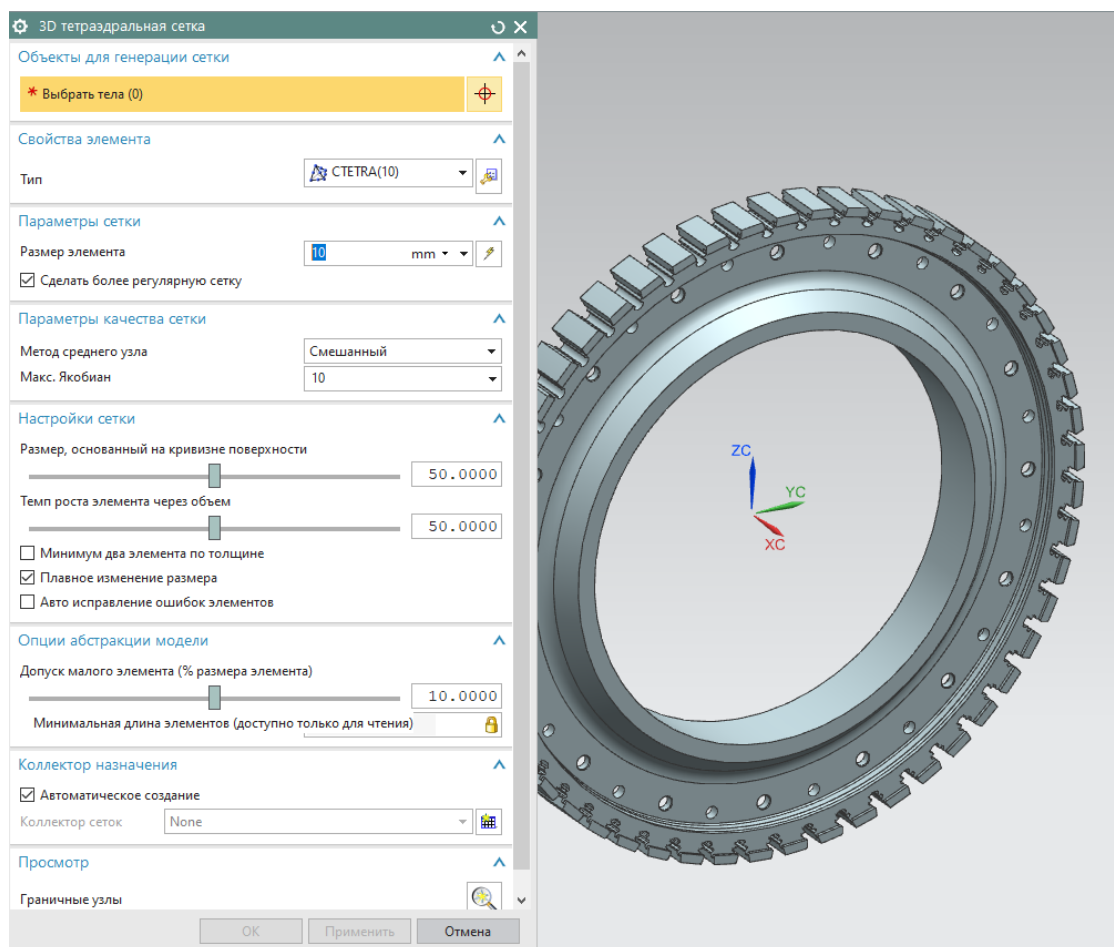 3D тетраэдральная сетка
Объекты для генерации сетки
* Выбрать тела (0)
Свойства элемента
Тип CTETRA(10)
Параметры сетки
Размер элемента 10 mm
Сделать более регулярную сетку
Параметры качества сетки
Метод среднего узла Смешанный
Макс. Якобиан 10
Настройки сетки
Размер, основанный на кривизне поверхности
50.0000
Темп роста элемента через объем
50.0000
Минимум два элемента по толщине
Плавное изменение размера
Авто исправление ошибок элементов
Опции абстракции модели
Допуск малого элемента (% размера элемента)
10.0000
Минимальная длина элементов (доступно только для чтения)
Коллектор назначения
Автоматическое создание
Коллектор сеток None
Просмотр
Граничные узлы
ОК Применить Отмена
ZC
YC
XC